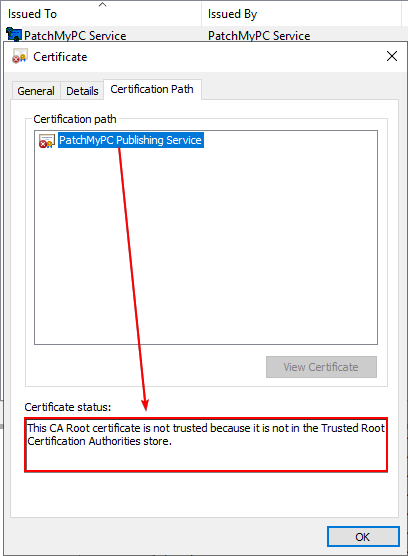 Issued To Issued By
PatchMyPC Service PatchMyPC Service
Certificate
General Details Certification Path
Certification path
PatchMyPC Publishing Service
View Certificate
Certificate status:
This CA Root certificate is not trusted because it is not in the Trusted Root
Certification Authorities store.
OK